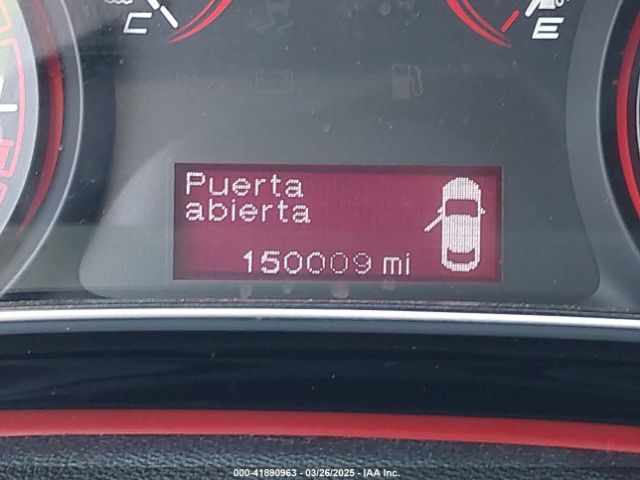 C
E
Puerta
abierta
150009 mi
000-41890963 - 03/26/2025 - IAA Inc.